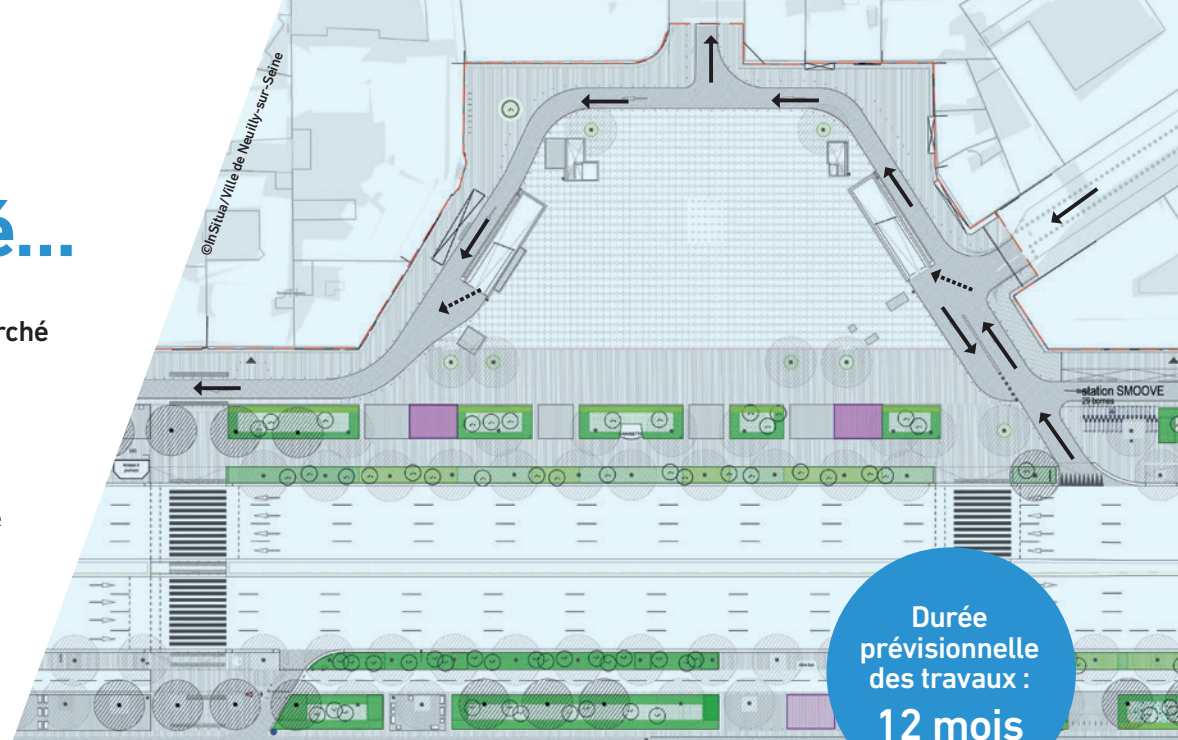 ©InSitua/Ville de Neuilly-sur-Seine
é...
rché
station SMOOVE
29 bornes
Durée
prévisionnelle
des travaux :
12 mois